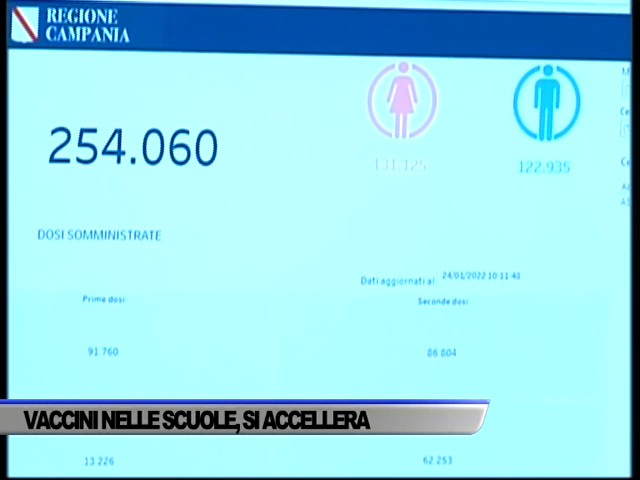 REGIONE
CAMPANIA
254.060
131.125
122.935
DOSI SOMMINISTRATE
Dati aggiornati al: 24/01/2022 10:11:43
Prime dosi:
Seconde dosi:
91.760
86.804
VACCINI NELLE SCUOLE, SI ACCELLERA
13.226
62.253